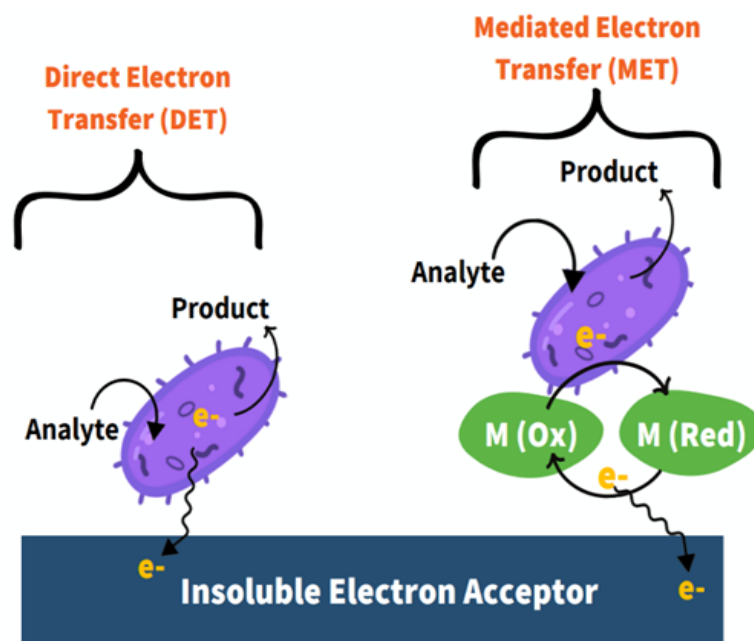 Direct Electron
Transfer (DET)
Product
Analyte
e-
e-
Mediated Electron
Transfer (MET)
Product
Analyte
e-
M (Ox)
M (Red)
e-
e-
Insoluble Electron Acceptor